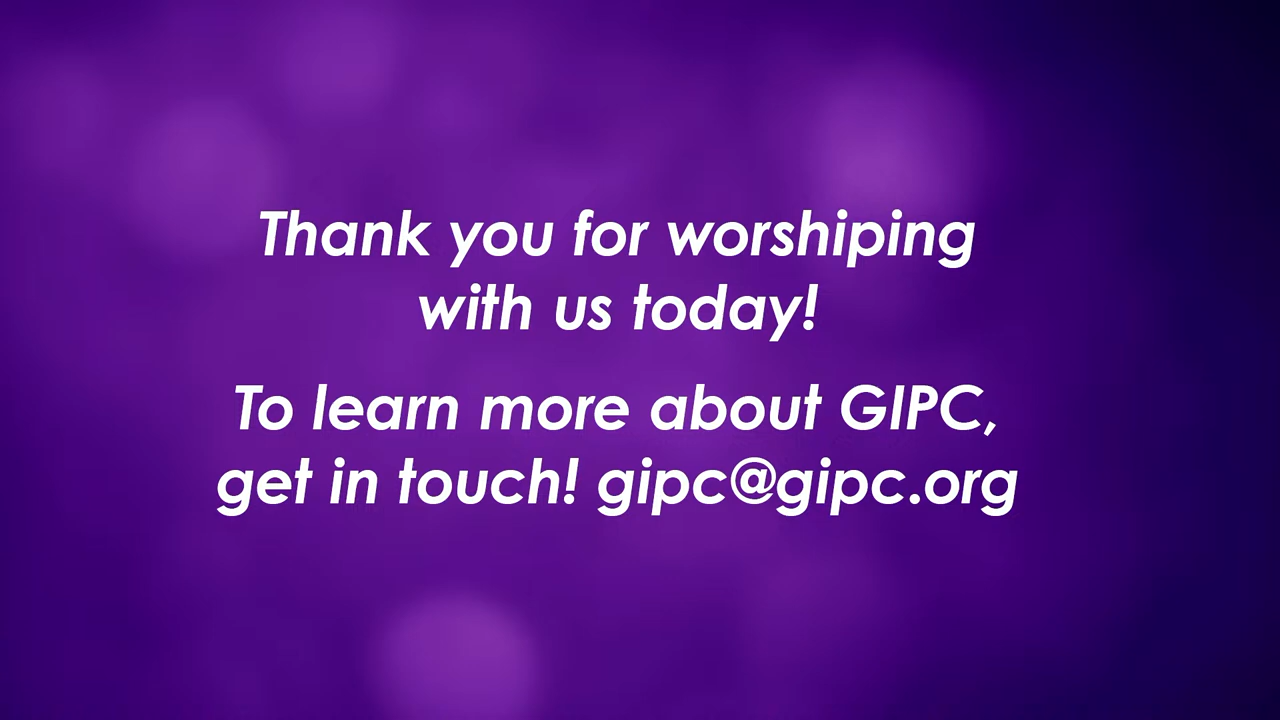 Thank you for worshiping
with us today!
To learn more about GIPC,
get in touch! gipc@gipc.org